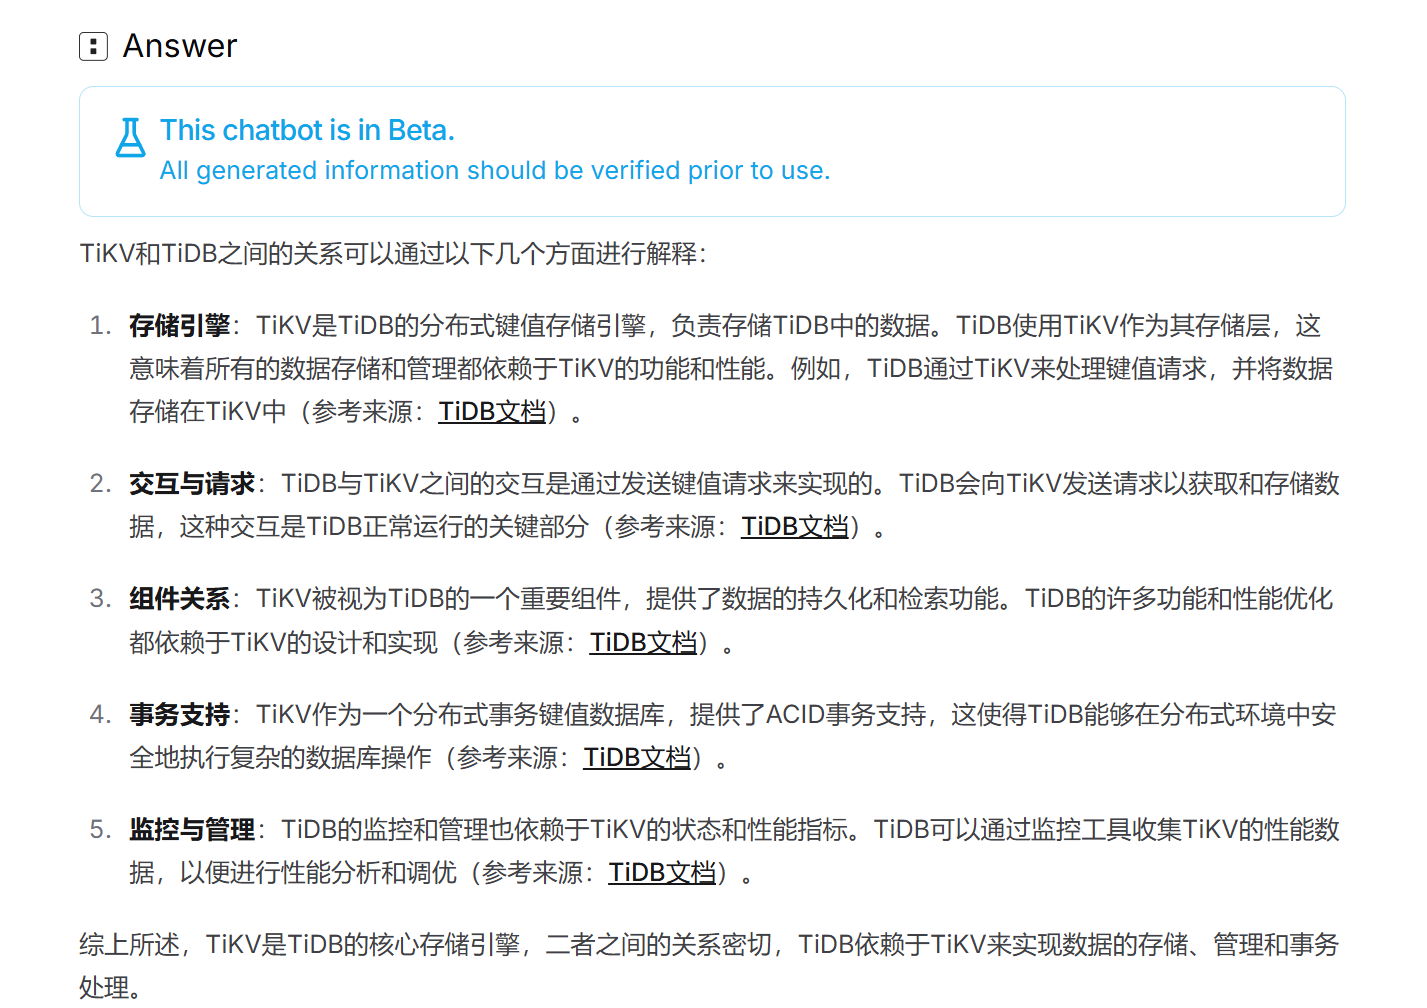 Answer
This chatbot is in Beta.
All generated information should be verified prior to use.
TiKV和TiDB之间的关系可以通过以下几个方面进行解释：
1. 存储引擎：TiKV是TiDB的分布式键值存储引擎，负责存储TiDB中的数据。TiDB使用TiKV作为其存储层，这
意味着所有的数据存储和管理都依赖于TiKV的功能和性能。例如，TiDB通过TiKV来处理键值请求，并将数据
存储在TiKV中（参考来源：TiDB文档）。
2. 交互与请求：TiDB与TiKV之间的交互是通过发送键值请求来实现的。TiDB会向TiKV发送请求以获取和存储数
据，这种交互是TiDB正常运行的关键部分（参考来源：TiDB文档）。
3. 组件关系：TiKV被视为TiDB的一个重要组件，提供了数据的持久化和检索功能。TiDB的许多功能和性能优化
都依赖于TiKV的设计和实现（参考来源：TiDB文档）。
4. 事务支持：TiKV作为一个分布式事务键值数据库，提供了ACID事务支持，这使得TiDB能够在分布式环境中安
全地执行复杂的数据库操作（参考来源：TiDB文档）。
5. 监控与管理：TiDB的监控和管理也依赖于TiKV的状态和性能指标。TiDB可以通过监控工具收集TiKV的性能数
据，以便进行性能分析和调优（参考来源：TiDB文档）。
综上所述，TiKV是TiDB的核心存储引擎，二者之间的关系密切，TiDB依赖于TiKV来实现数据的存储、管理和事务
处理。